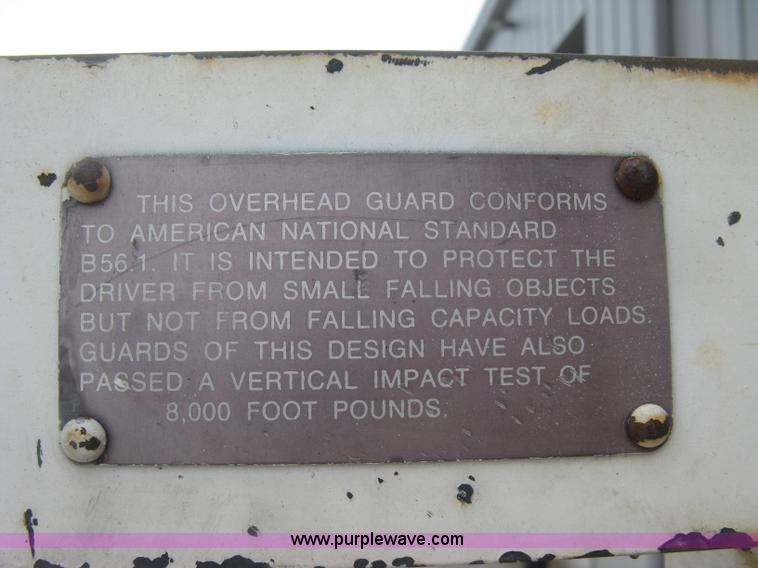 THIS OVERHEAD GUARD CONFORMS
TO AMERICAN NATIONAL STANDARD
B56.1. IT IS INTENDED TO PROTECT THE
DRIVER FROM SMALL FALLING OBJECTS
BUT NOT FROM FALLING CAPACITY LOADS.
GUARDS OF THIS DESIGN HAVE ALSO
PASSED A VERTICAL IMPACT TEST OF
8,000 FOOT POUNDS.
www.purplewave.com